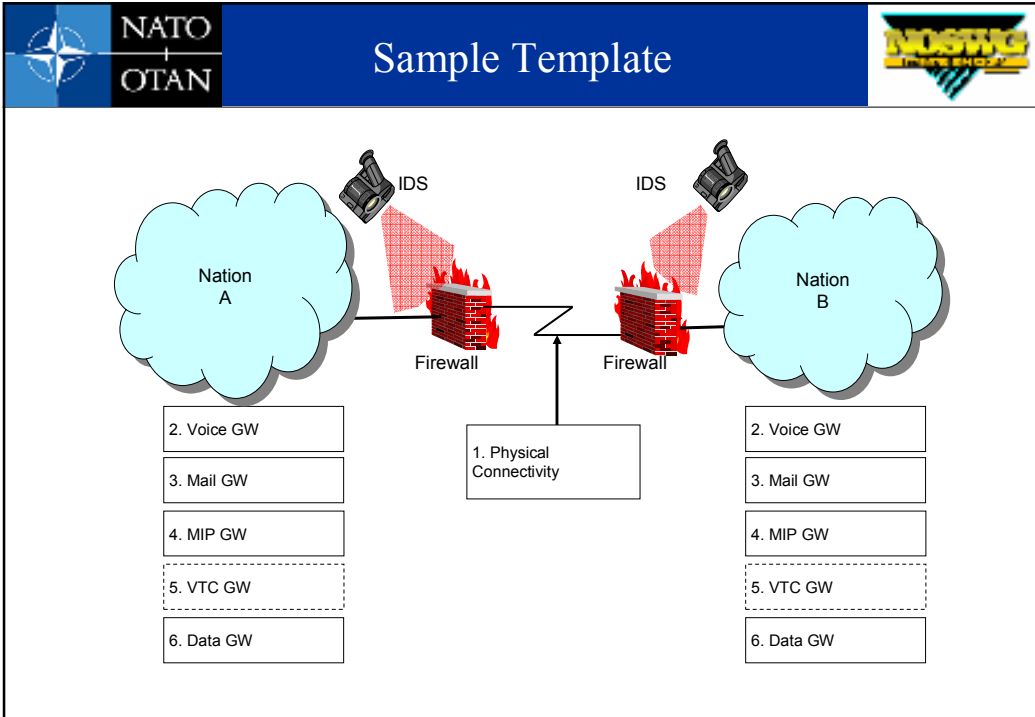 NATO
OTAN
Sample Template
NOSWG
IDS
IDS
Nation
A
Nation
B
Firewall
Firewall
1. Physical
Connectivity
2. Voice GW
3. Mail GW
4. MIP GW
5. VTC GW
6. Data GW
2. Voice GW
3. Mail GW
4. MIP GW
5. VTC GW
6. Data GW